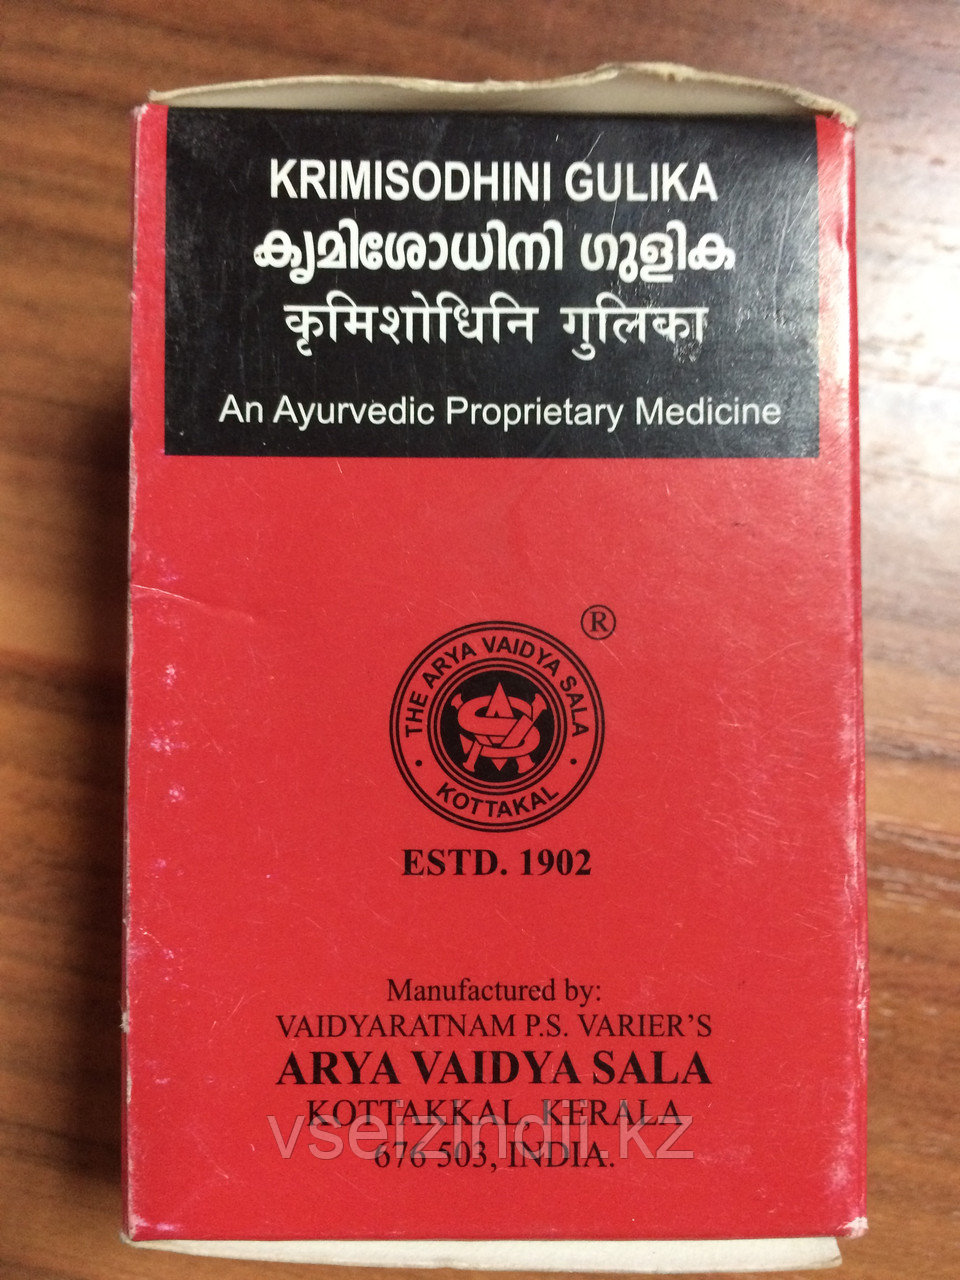 KRIMISODHINI GULIKA
കൃമിശോധിനി ഗുളിക
कृमिशोधिनि गुलिका
An Ayurvedic Proprietary Medicine
®
THE ARYA VAIDYA SALA
KOTTAKAL
ESTD. 1902
Manufactured by:
VAIDYARATNAM P.S. VARIER'S
ARYA VAIDYA SALA
KOTTAKKAL, KERALA
vseizindii.kz
676 503, INDIA.